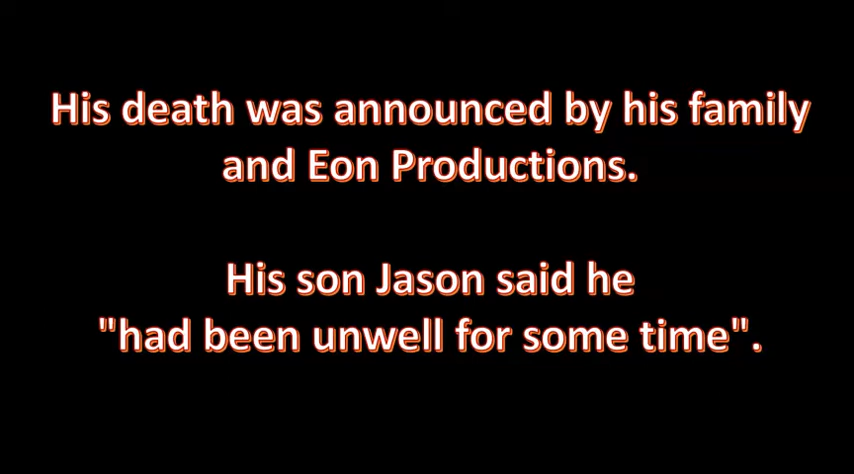 His death was announced by his family
and Eon Productions.
His son Jason said he
"had been unwell for some time".